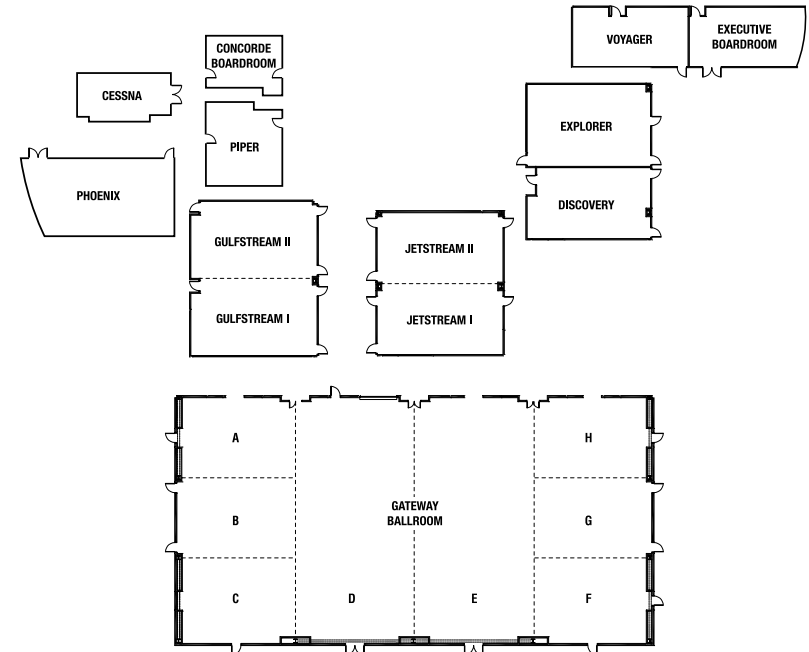 VOYAGER
EXECUTIVE
BOARDROOM
CONCORDE
BOARDROOM
CESSNA
EXPLORER
PIPER
PHOENIX
DISCOVERY
GULFSTREAM II
JETSTREAM II
GULFSTREAM I
JETSTREAM I
A
H
GATEWAY
BALLROOM
B
G
C
D
E
F